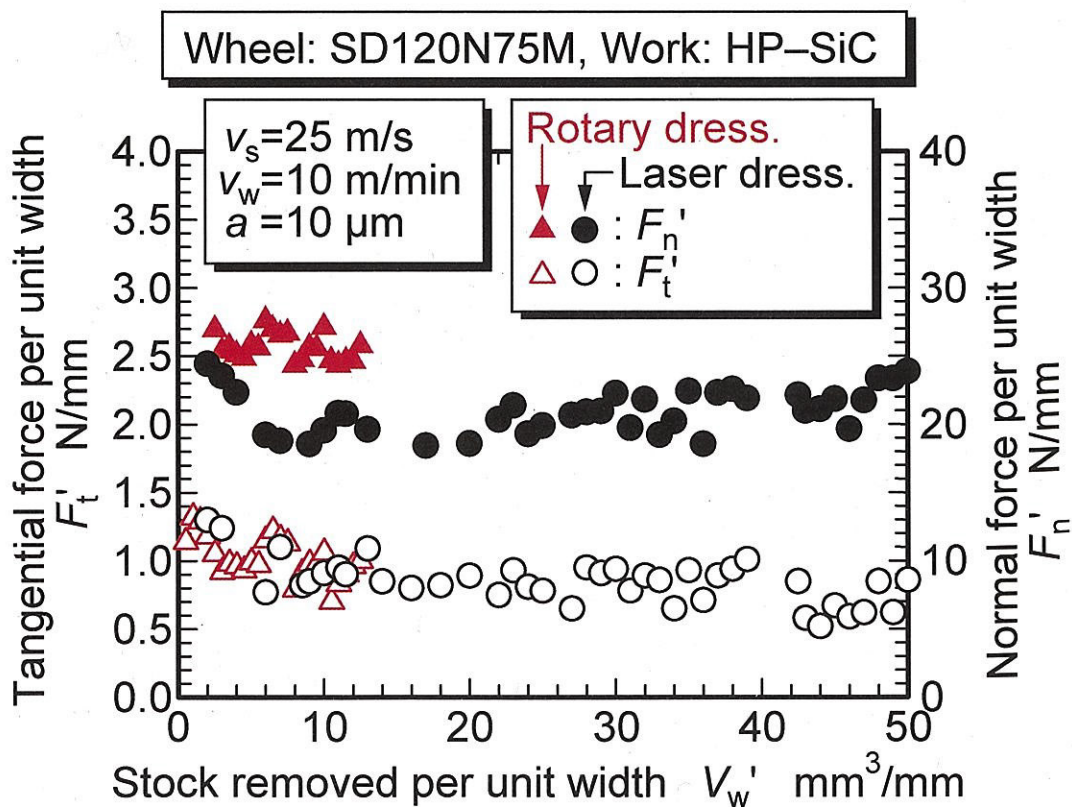 Wheel: SD120N75M, Work: HP–SiC
vs=25 m/s
vw=10 m/min
a =10 µm
Rotary dress.
Laser dress.
: Fn'
: Ft'
Tangential force per unit width
Ft' N/mm
4.0
3.5
3.0
2.5
2.0
1.5
1.0
0.5
0.0
40
30
20
10
0
Normal force per unit width
Fn' N/mm
0 10 20 30 40 50
Stock removed per unit width Vw' mm³/mm